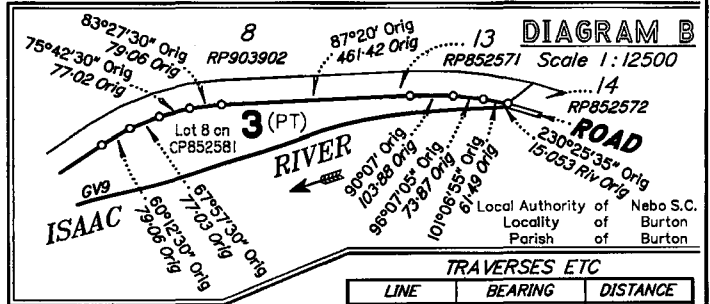 DIAGRAM B
Scale 1:12500
83°27'30" Orig
79·06 Orig
75°42'30" Orig
77·02 Orig
8
RP903902
87°20' Orig
461·42 Orig
13
RP852571
14
RP852572
ROAD
Lot 8 on
CP852581
3 (PT)
RIVER
230°25'35" Orig
15·053 Riv Orig
90°07' Orig
103·88 Orig
96°07'05" Orig
73·87 Orig
101°06'55" Orig
61·49 Orig
GV9
ISAAC
60°12'30" Orig
79·06 Orig
67°57'30" Orig
77·03 Orig
Local Authority of Nebo S.C.
Locality of Burton
Parish of Burton
TRAVERSES ETC
LINE BEARING DISTANCE